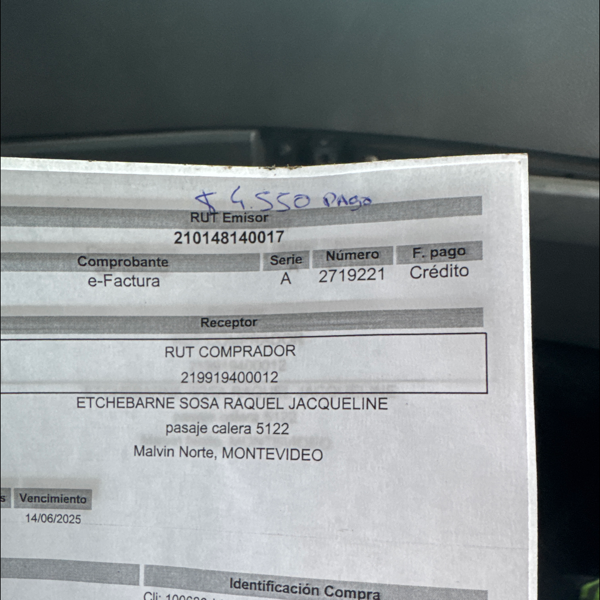 $ 4.550 PAGO
RUT Emisor
210148140017
Comprobante Serie Número F. pago
e-Factura A 2719221 Crédito
Receptor
RUT COMPRADOR
219919400012
ETCHEBARNE SOSA RAQUEL JACQUELINE
pasaje calera 5122
Malvin Norte, MONTEVIDEO
s Vencimiento
14/06/2025
Identificación Compra
Cli: